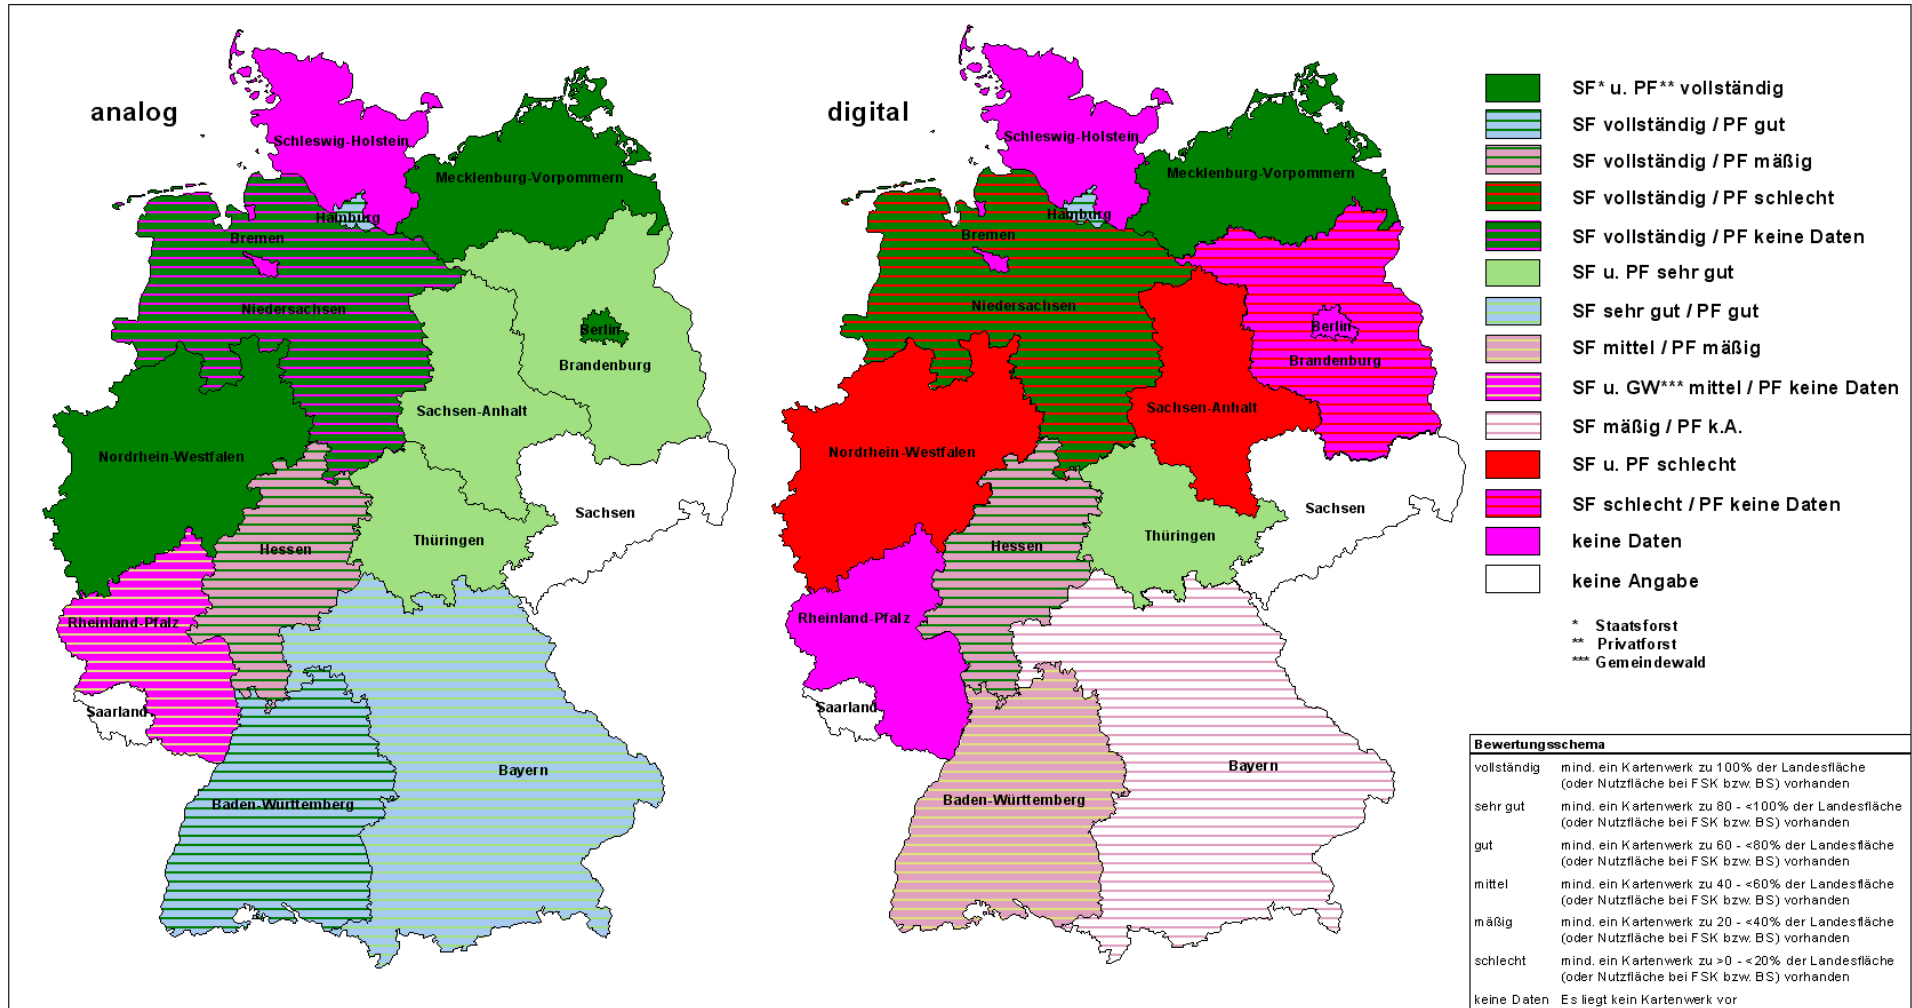 analog
Schleswig-Holstein
Mecklenburg-Vorpommern
Hamburg
Bremen
Niedersachsen
Berlin
Brandenburg
Sachsen-Anhalt
Nordrhein-Westfalen
Sachsen
Thüringen
Hessen
Rheinland-Pfalz
Saarland
Bayern
Baden-Württemberg
digital
Schleswig-Holstein
Mecklenburg-Vorpommern
Hamburg
Bremen
Niedersachsen
Berlin
Brandenburg
Sachsen-Anhalt
Nordrhein-Westfalen
Sachsen
Thüringen
Hessen
Rheinland-Pfalz
Saarland
Bayern
Baden-Württemberg
SF* u. PF** vollständig
SF vollständig / PF gut
SF vollständig / PF mäßig
SF vollständig / PF schlecht
SF vollständig / PF keine Daten
SF u. PF sehr gut
SF sehr gut / PF gut
SF mittel / PF mäßig
SF u. GW*** mittel / PF keine Daten
SF mäßig / PF k.A.
SF u. PF schlecht
SF schlecht / PF keine Daten
keine Daten
keine Angabe
* Staatsforst
** Privatforst
*** Gemeindewald
Bewertungsschema
vollständig mind. ein Kartenwerk zu 100% der Landesfläche
(oder Nutzfläche bei FSK bzw. BS) vorhanden
sehr gut mind. ein Kartenwerk zu 80 - <100% der Landesfläche
(oder Nutzfläche bei FSK bzw. BS) vorhanden
gut mind. ein Kartenwerk zu 60 - <80% der Landesfläche
(oder Nutzfläche bei FSK bzw. BS) vorhanden
mittel mind. ein Kartenwerk zu 40 - <60% der Landesfläche
(oder Nutzfläche bei FSK bzw. BS) vorhanden
mäßig mind. ein Kartenwerk zu 20 - <40% der Landesfläche
(oder Nutzfläche bei FSK bzw. BS) vorhanden
schlecht mind. ein Kartenwerk zu >0 - <20% der Landesfläche
(oder Nutzfläche bei FSK bzw. BS) vorhanden
keine Daten Es liegt kein Kartenwerk vor